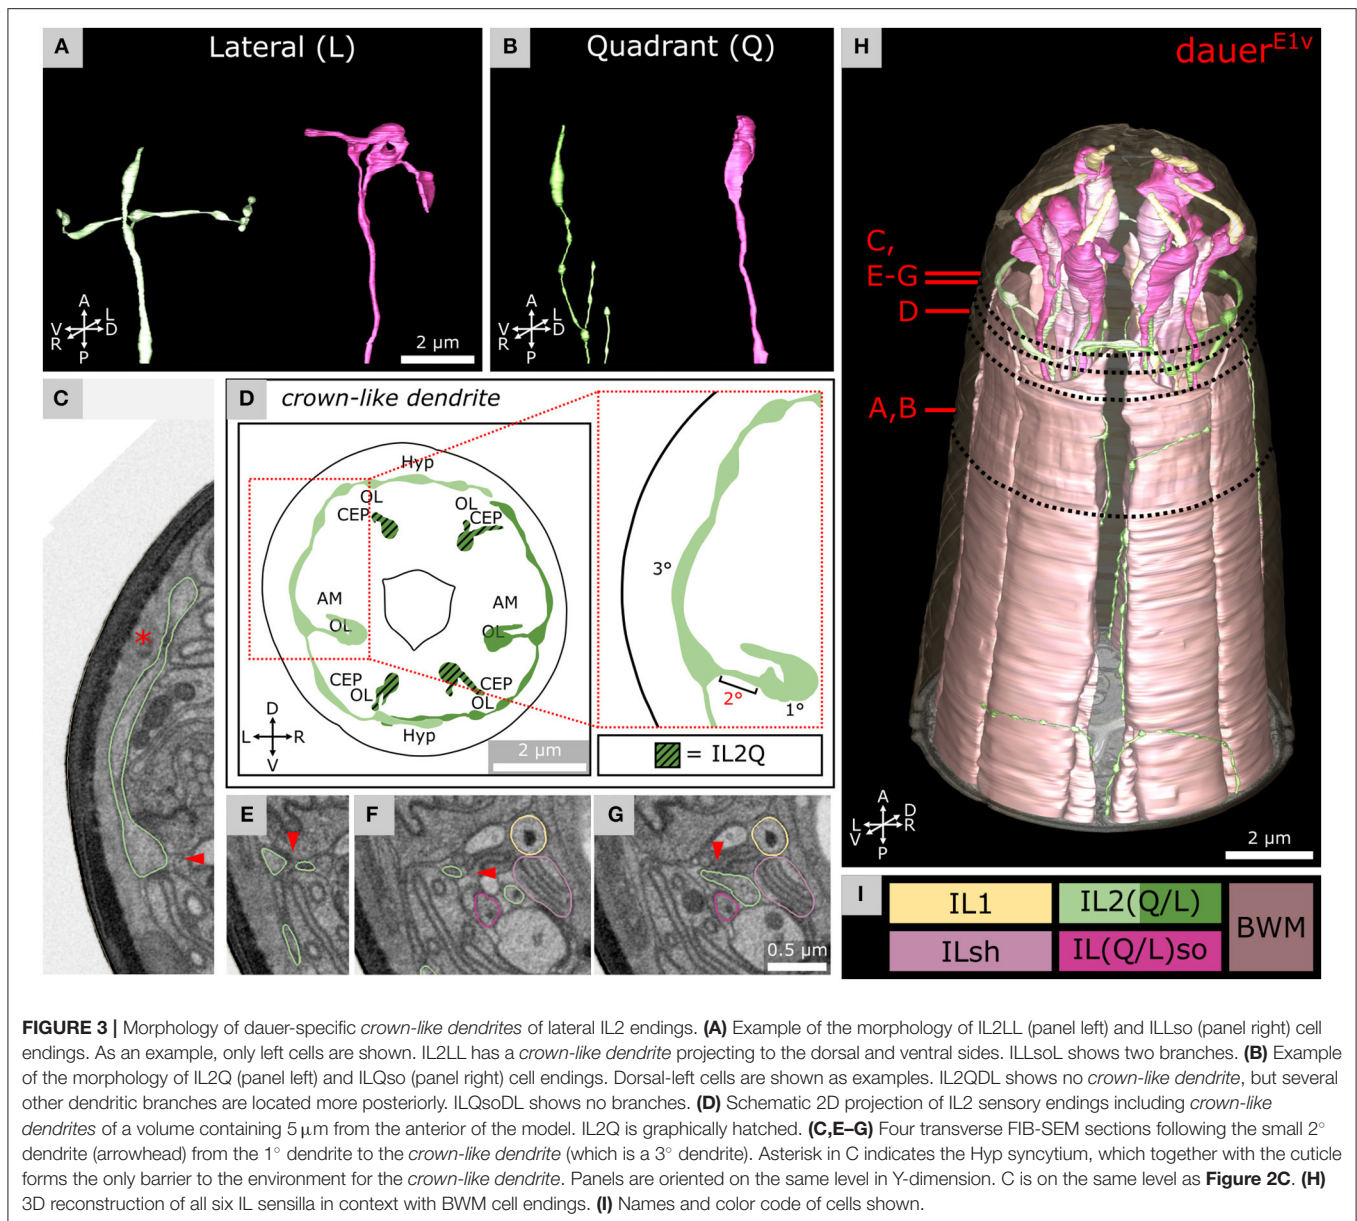 A
Lateral (L)
A
L
V D
R
P
2 µm
B
Quadrant (Q)
A
L
V D
R
P
H
dauerE1v
C,
E-G
D
A,B
A
D
L R
V
P
2 µm
C
*
D
crown-like dendrite
Hyp
OL
CEP
OL
CEP
AM
OL
AM
OL
CEP
OL
CEP
OL
Hyp
D
L R
V
2 µm
3°
2°
1°
= IL2Q
E
F
G
0.5 µm
I
IL1
IL2(Q/L)
BWM
ILsh
IL(Q/L)so
FIGURE 3 | Morphology of dauer-specific crown-like dendrites of lateral IL2 endings. (A) Example of the morphology of IL2LL (panel left) and ILLso (panel right) cell
endings. As an example, only left cells are shown. IL2LL has a crown-like dendrite projecting to the dorsal and ventral sides. ILLsoL shows two branches. (B) Example
of the morphology of IL2Q (panel left) and ILQso (panel right) cell endings. Dorsal-left cells are shown as examples. IL2QDL shows no crown-like dendrite, but several
other dendritic branches are located more posteriorly. ILQsoDL shows no branches. (D) Schematic 2D projection of IL2 sensory endings including crown-like
dendrites of a volume containing 5 µm from the anterior of the model. IL2Q is graphically hatched. (C,E–G) Four transverse FIB-SEM sections following the small 2°
dendrite (arrowhead) from the 1° dendrite to the crown-like dendrite (which is a 3° dendrite). Asterisk in C indicates the Hyp syncytium, which together with the cuticle
forms the only barrier to the environment for the crown-like dendrite. Panels are oriented on the same level in Y-dimension. C is on the same level as Figure 2C. (H)
3D reconstruction of all six IL sensilla in context with BWM cell endings. (I) Names and color code of cells shown.